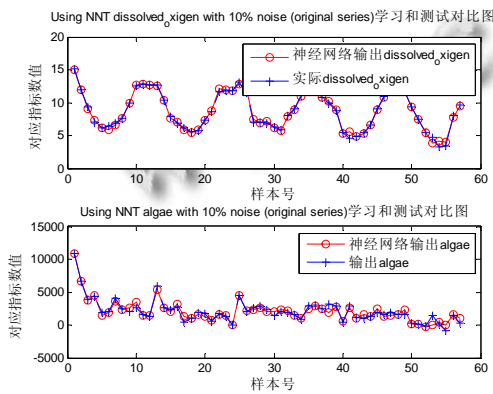 Using NNT dissolved_oxigen with 10% noise (original series)学习和测试对比图
神经网络输出dissolved_oxigen
实际dissolved_oxigen
对应指标数值
20
15
10
5
0
0 10 20 30 40 50 60
样本号
Using NNT algae with 10% noise (original series)学习和测试对比图
神经网络输出algae
输出algae
对应指标数值
15000
10000
5000
0
-5000
0 10 20 30 40 50 60
样本号